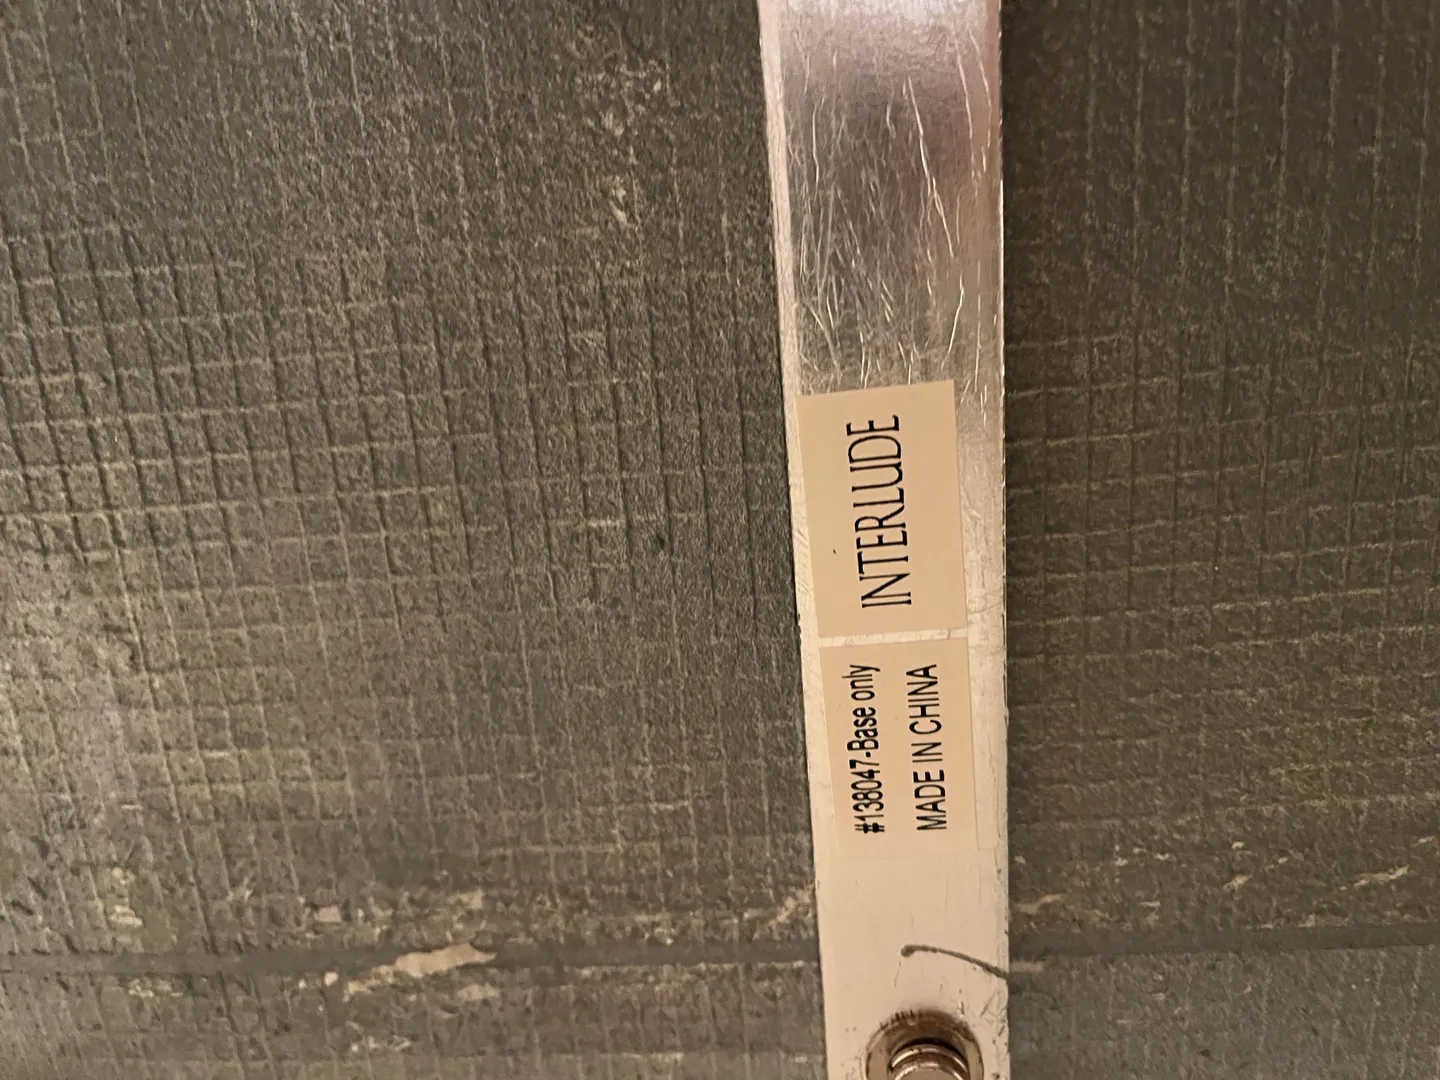 INTERLUDE
#138047-Base only
MADE IN CHINA